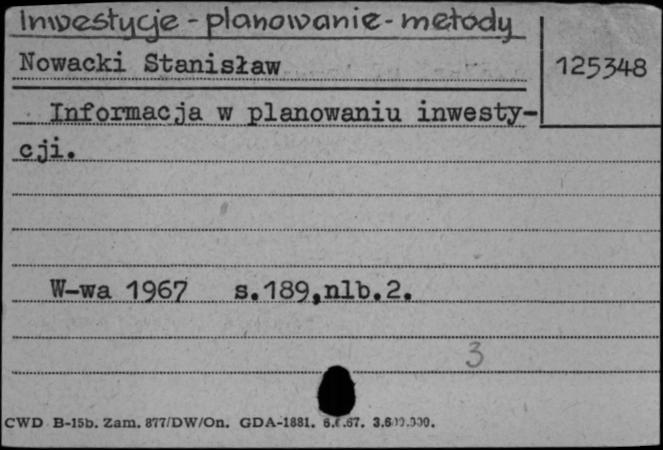 Inwestycje - planowanie - metody
Nowacki Stanisław
125348
Informacja w planowaniu inwesty-
cji.
W-wa 1967 s.189,nlb.2.
3
CWD B-15b. Zam. 877/DW/On. GDA-1881.